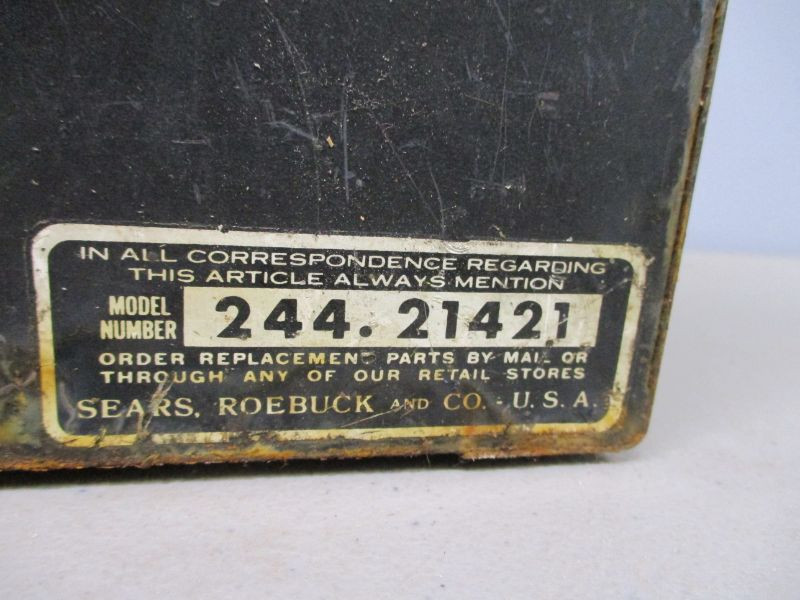 IN ALL CORRESPONDENCE REGARDING
THIS ARTICLE ALWAYS MENTION
MODEL NUMBER 244.21421
ORDER REPLACEMENT PARTS BY MAIL OR
THROUGH ANY OF OUR RETAIL STORES
SEARS, ROEBUCK AND CO. - U.S.A.